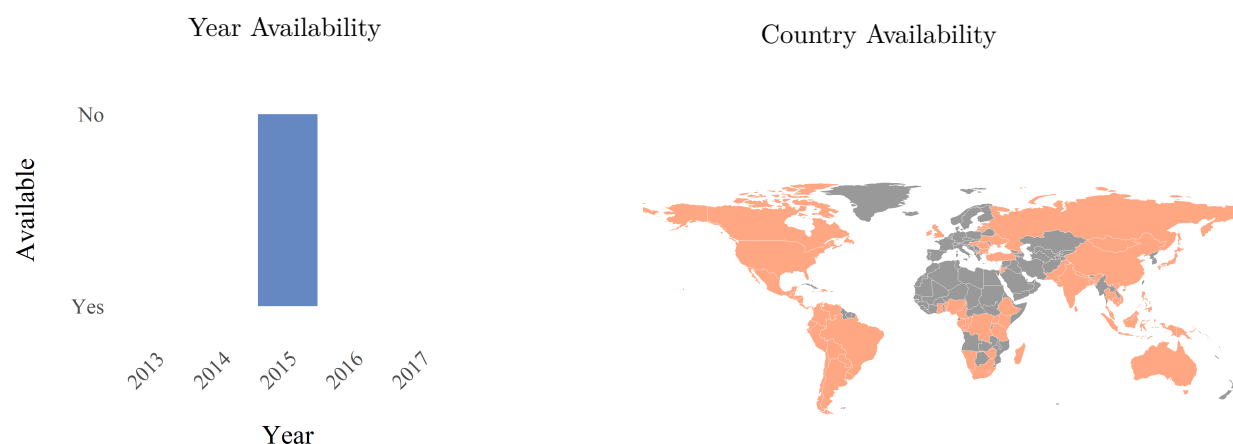 Year Availability
Country Availability
No
Available
Yes
2013
2014
2015
2016
2017
Year